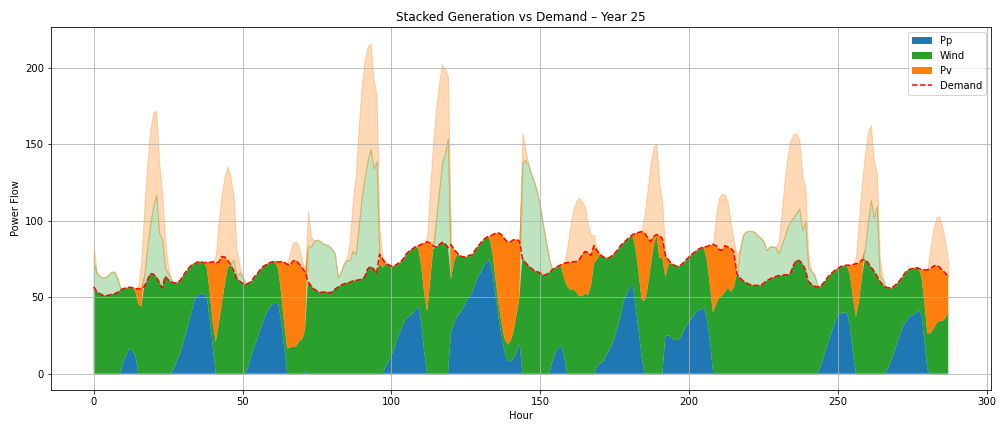 Stacked Generation vs Demand – Year 25
Power Flow
200
150
100
50
0
Pp
Wind
Pv
Demand
0
50
100
150
200
250
300
Hour